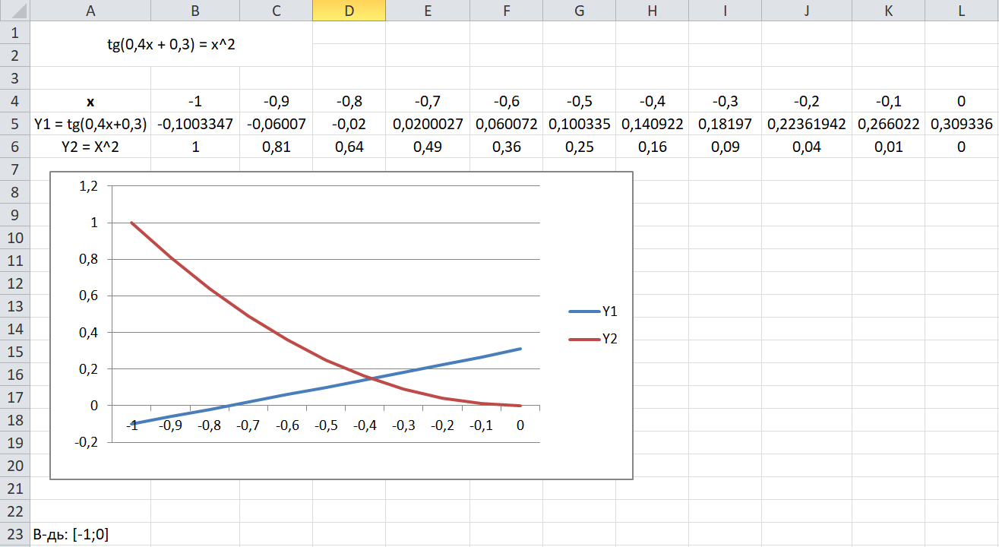 A B C D E F G H I J K L
1
tg(0,4x + 0,3) = x^2
2
3
4 x -1 -0,9 -0,8 -0,7 -0,6 -0,5 -0,4 -0,3 -0,2 -0,1 0
5 Y1 = tg(0,4x+0,3) -0,1003347 -0,06007 -0,02 0,0200027 0,060072 0,100335 0,140922 0,18197 0,22361942 0,266022 0,309336
6 Y2 = X^2 1 0,81 0,64 0,49 0,36 0,25 0,16 0,09 0,04 0,01 0
7
8 1,2
9
10 1
11 0,8
12
13 0,6
14 0,4
15
16 0,2
17
18 0
19 -0,2
20
21
22
-1 -0,9 -0,8 -0,7 -0,6 -0,5 -0,4 -0,3 -0,2 -0,1 0
Y1
Y2
23 В-дь: [-1;0]